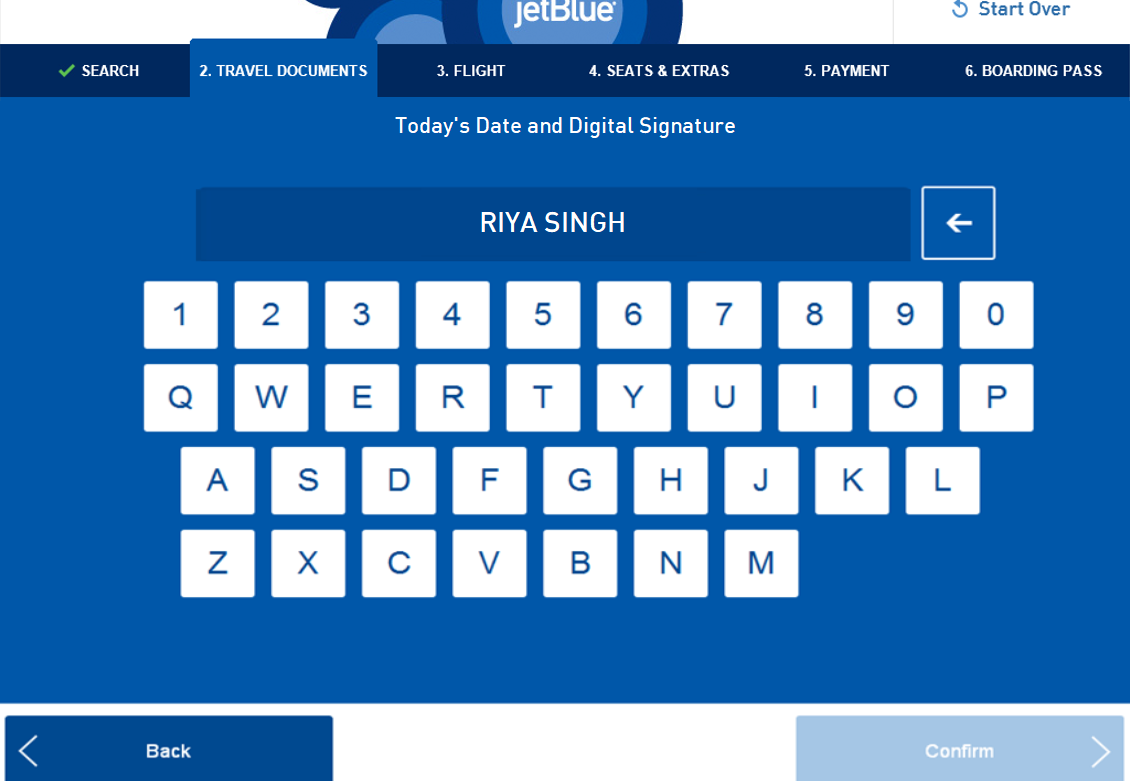 jetBlue
Start Over
SEARCH
2. TRAVEL DOCUMENTS
3. FLIGHT
4. SEATS & EXTRAS
5. PAYMENT
6. BOARDING PASS
Today's Date and Digital Signature
RIYA SINGH
1 2 3 4 5 6 7 8 9 0
Q W E R T Y U I O P
A S D F G H J K L
Z X C V B N M
Back
Confirm